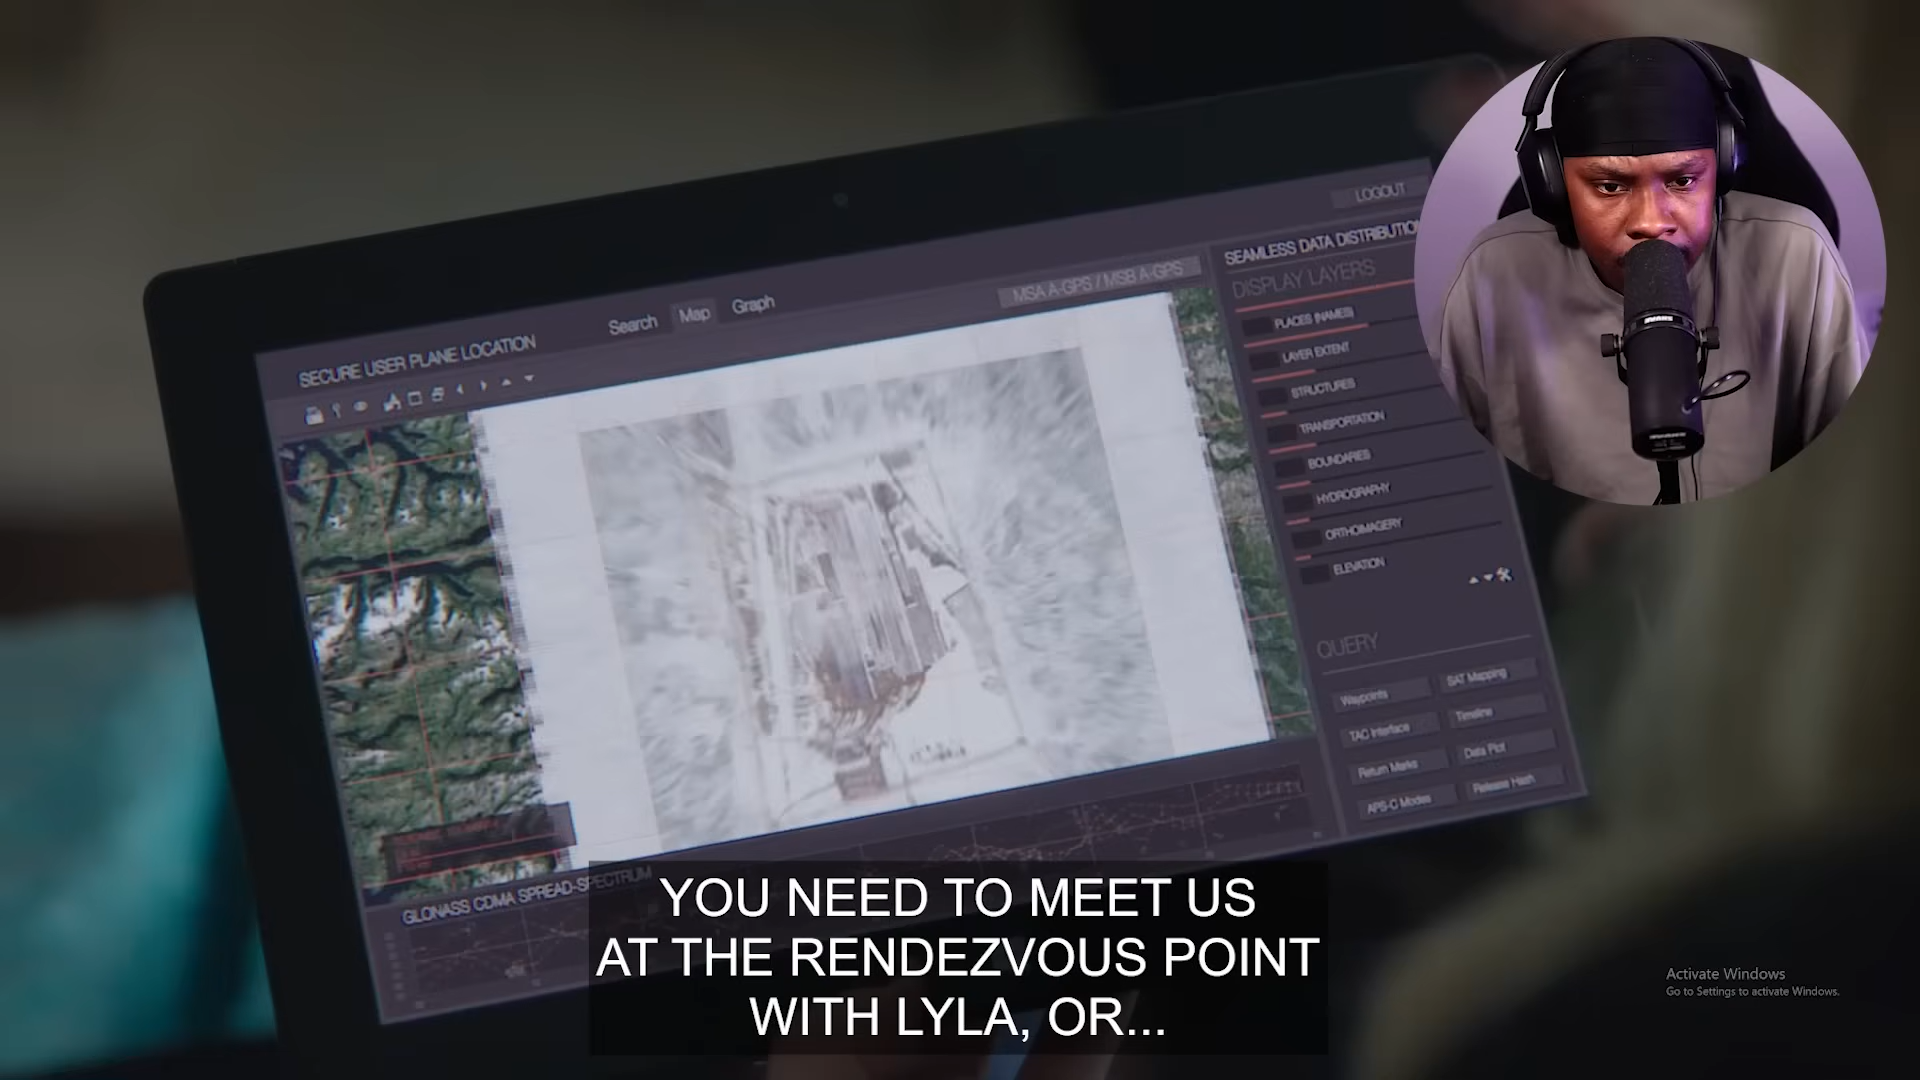 LOGOUT
SEAMLESS DATA DISTRIBUTION
DISPLAY LAYERS
MSA A-GPS / MSB A-GPS
Search Map Graph
SECURE USER PLANE LOCATION
PLACES (NAMES)
LAYER EXTENT
STRUCTURES
TRANSPORTATION
BOUNDARIES
HYDROGRAPHY
ORTHOIMAGERY
ELEVATION
QUERY
Waypoints SAT Mapping
TAC Interface Timeline
Return Marks Data Plot
APS-C Modes Release Hash
GLONASS CDMA SPREAD-SPECTRUM
YOU NEED TO MEET US
AT THE RENDEZVOUS POINT
WITH LYLA, OR...
Activate Windows
Go to Settings to activate Windows.